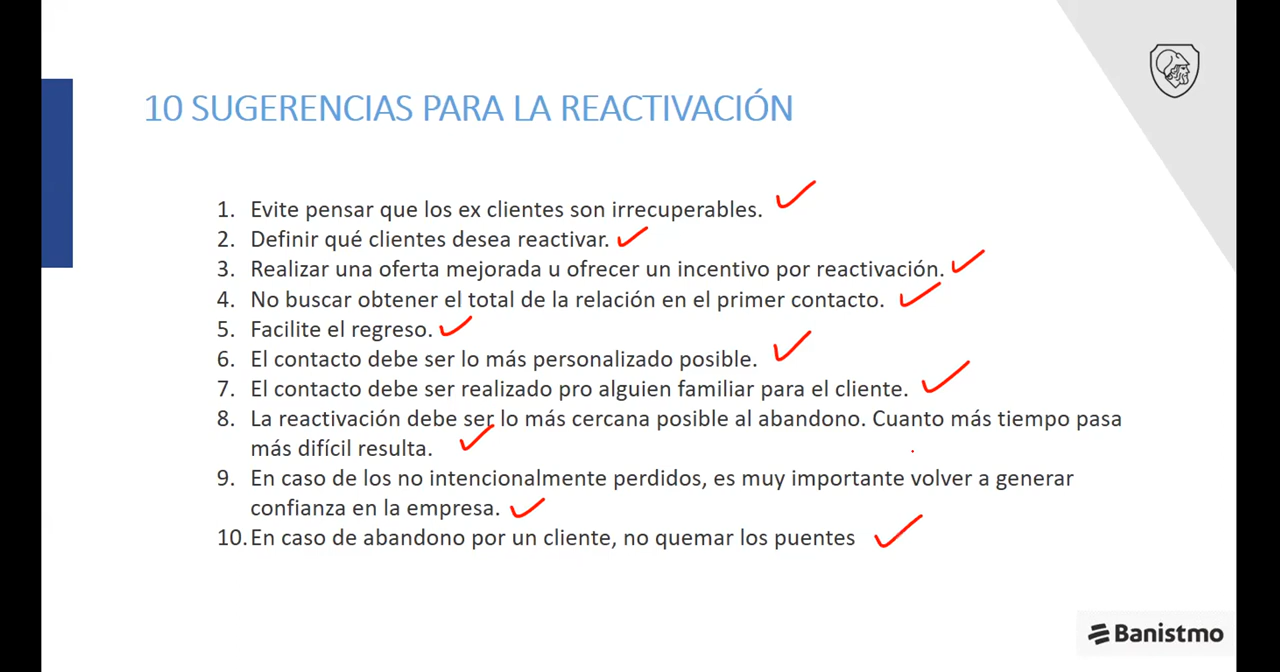 10 SUGERENCIAS PARA LA REACTIVACIÓN
1. Evite pensar que los ex clientes son irrecuperables.
2. Definir qué clientes desea reactivar.
3. Realizar una oferta mejorada u ofrecer un incentivo por reactivación.
4. No buscar obtener el total de la relación en el primer contacto.
5. Facilite el regreso.
6. El contacto debe ser lo más personalizado posible.
7. El contacto debe ser realizado pro alguien familiar para el cliente.
8. La reactivación debe ser lo más cercana posible al abandono. Cuanto más tiempo pasa
más difícil resulta.
9. En caso de los no intencionalmente perdidos, es muy importante volver a generar
confianza en la empresa.
10. En caso de abandono por un cliente, no quemar los puentes
Banistmo